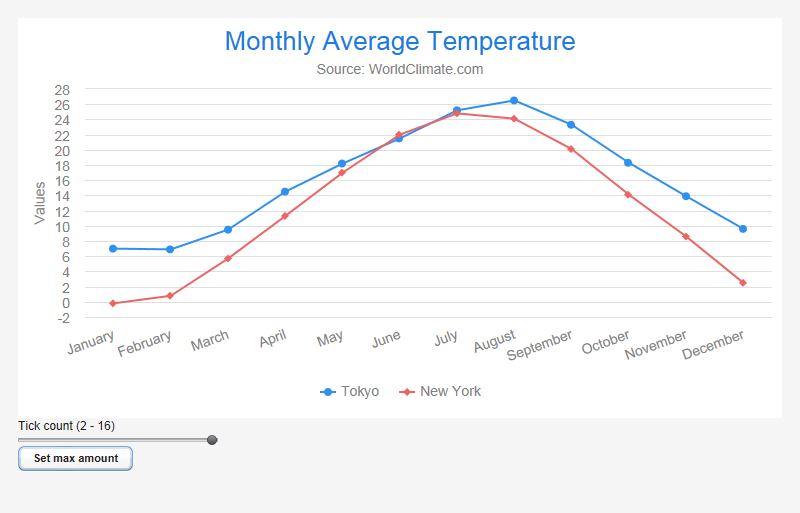 Monthly Average Temperature
Source: WorldClimate.com
Values
28
26
24
22
20
18
16
14
12
10
8
6
4
2
0
-2
January February March April May June July August September October November December
Tokyo New York
Tick count (2 - 16)
Set max amount